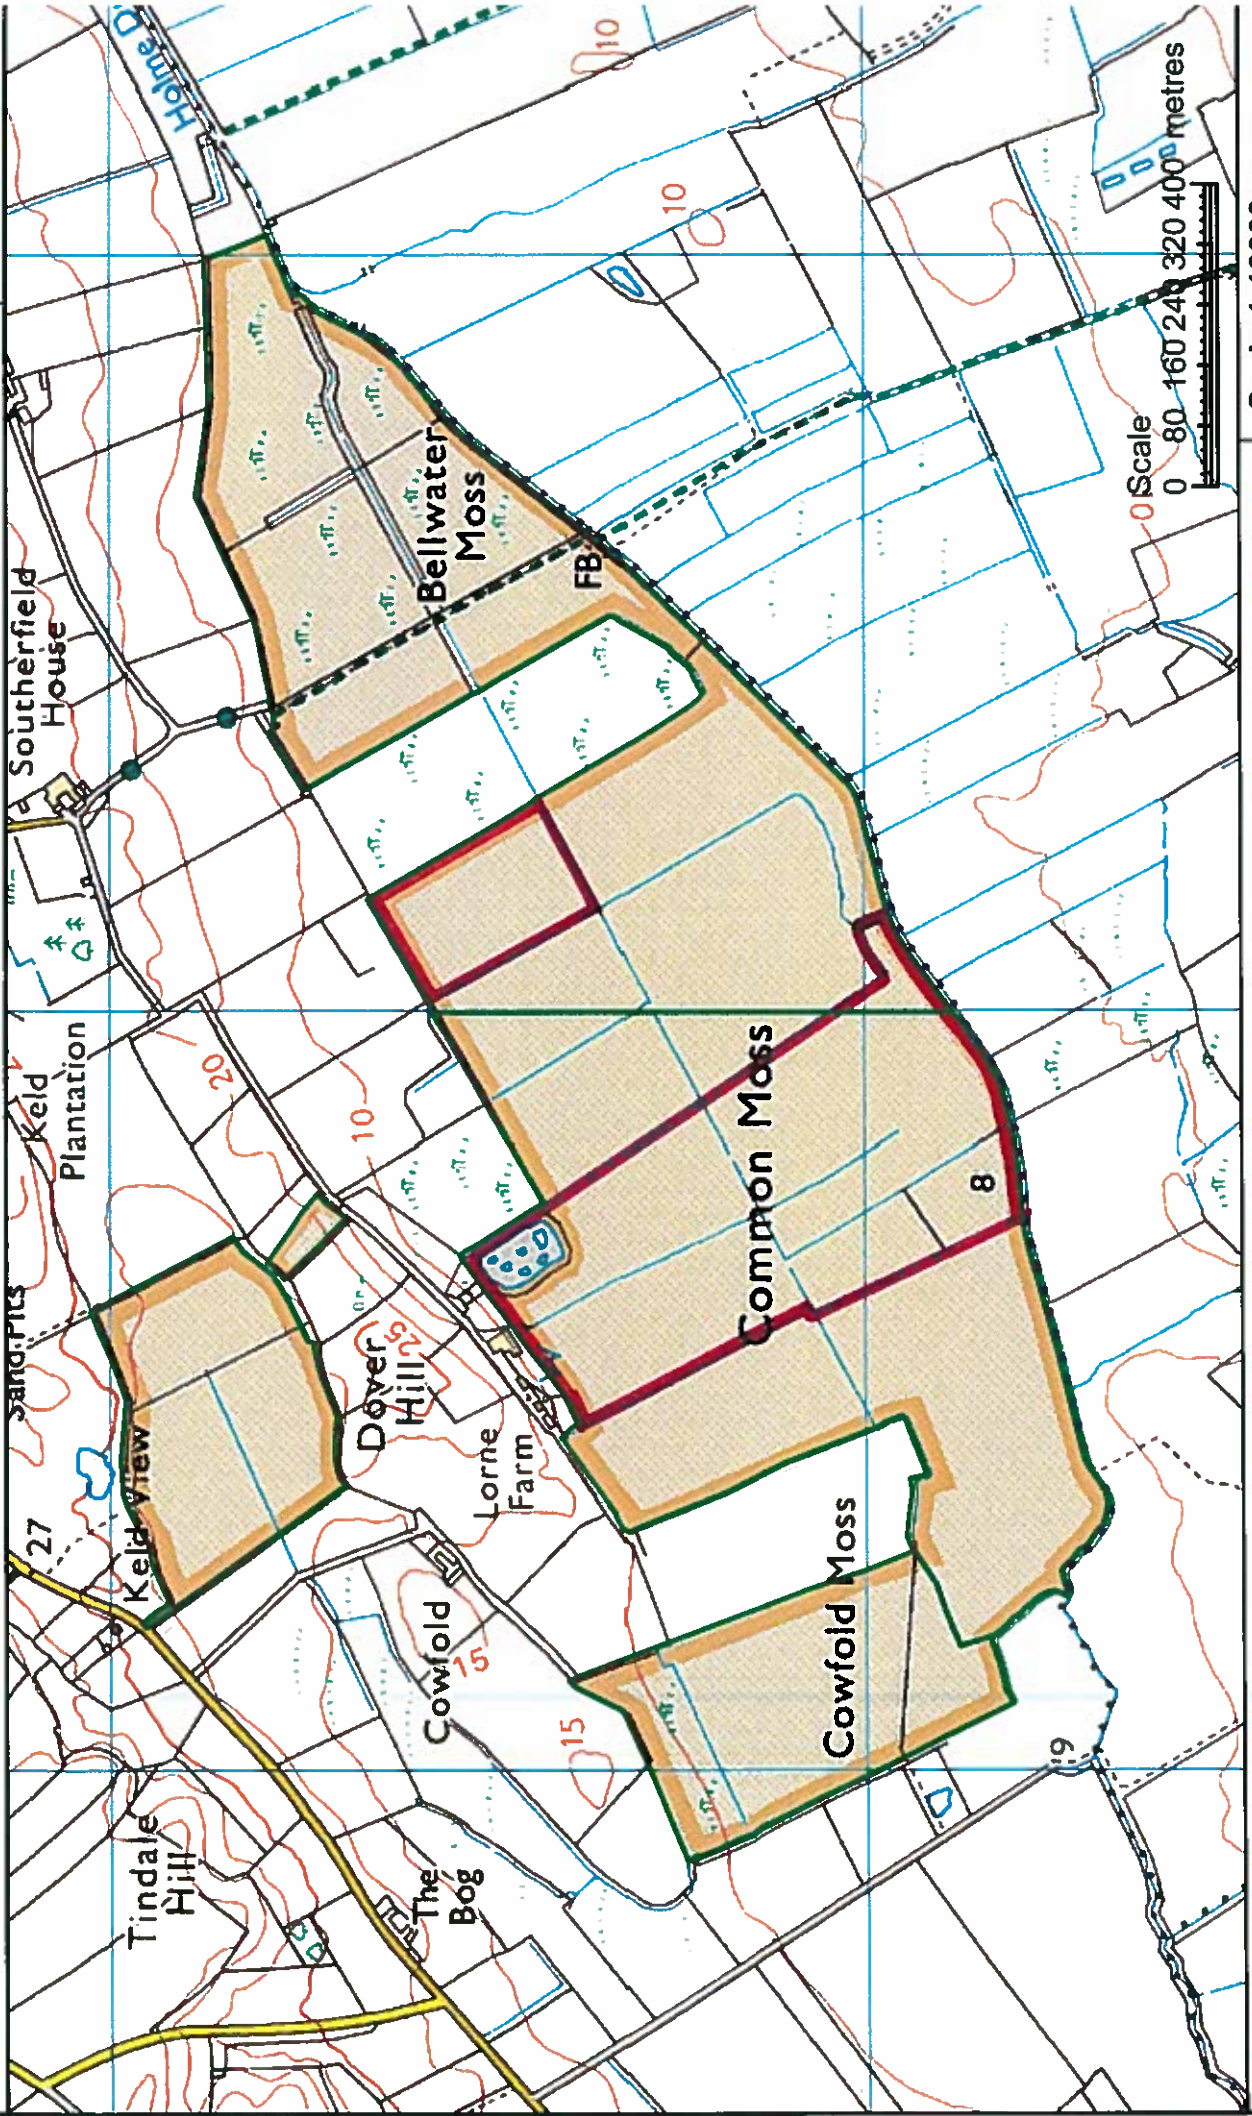 Holme D
10
10
Southerfield
House
Bellwater
Moss
FB
Scale
0 80 160 240 320 400 metres
0
Keld
Plantation
20
10
Common Moss
8
Sand Pits
Keld View
27
Dover
Hill
25
Lorne
Farm
Cowfold
15
15
Cowfold Moss
9
Tindale
Hill
The
Bog